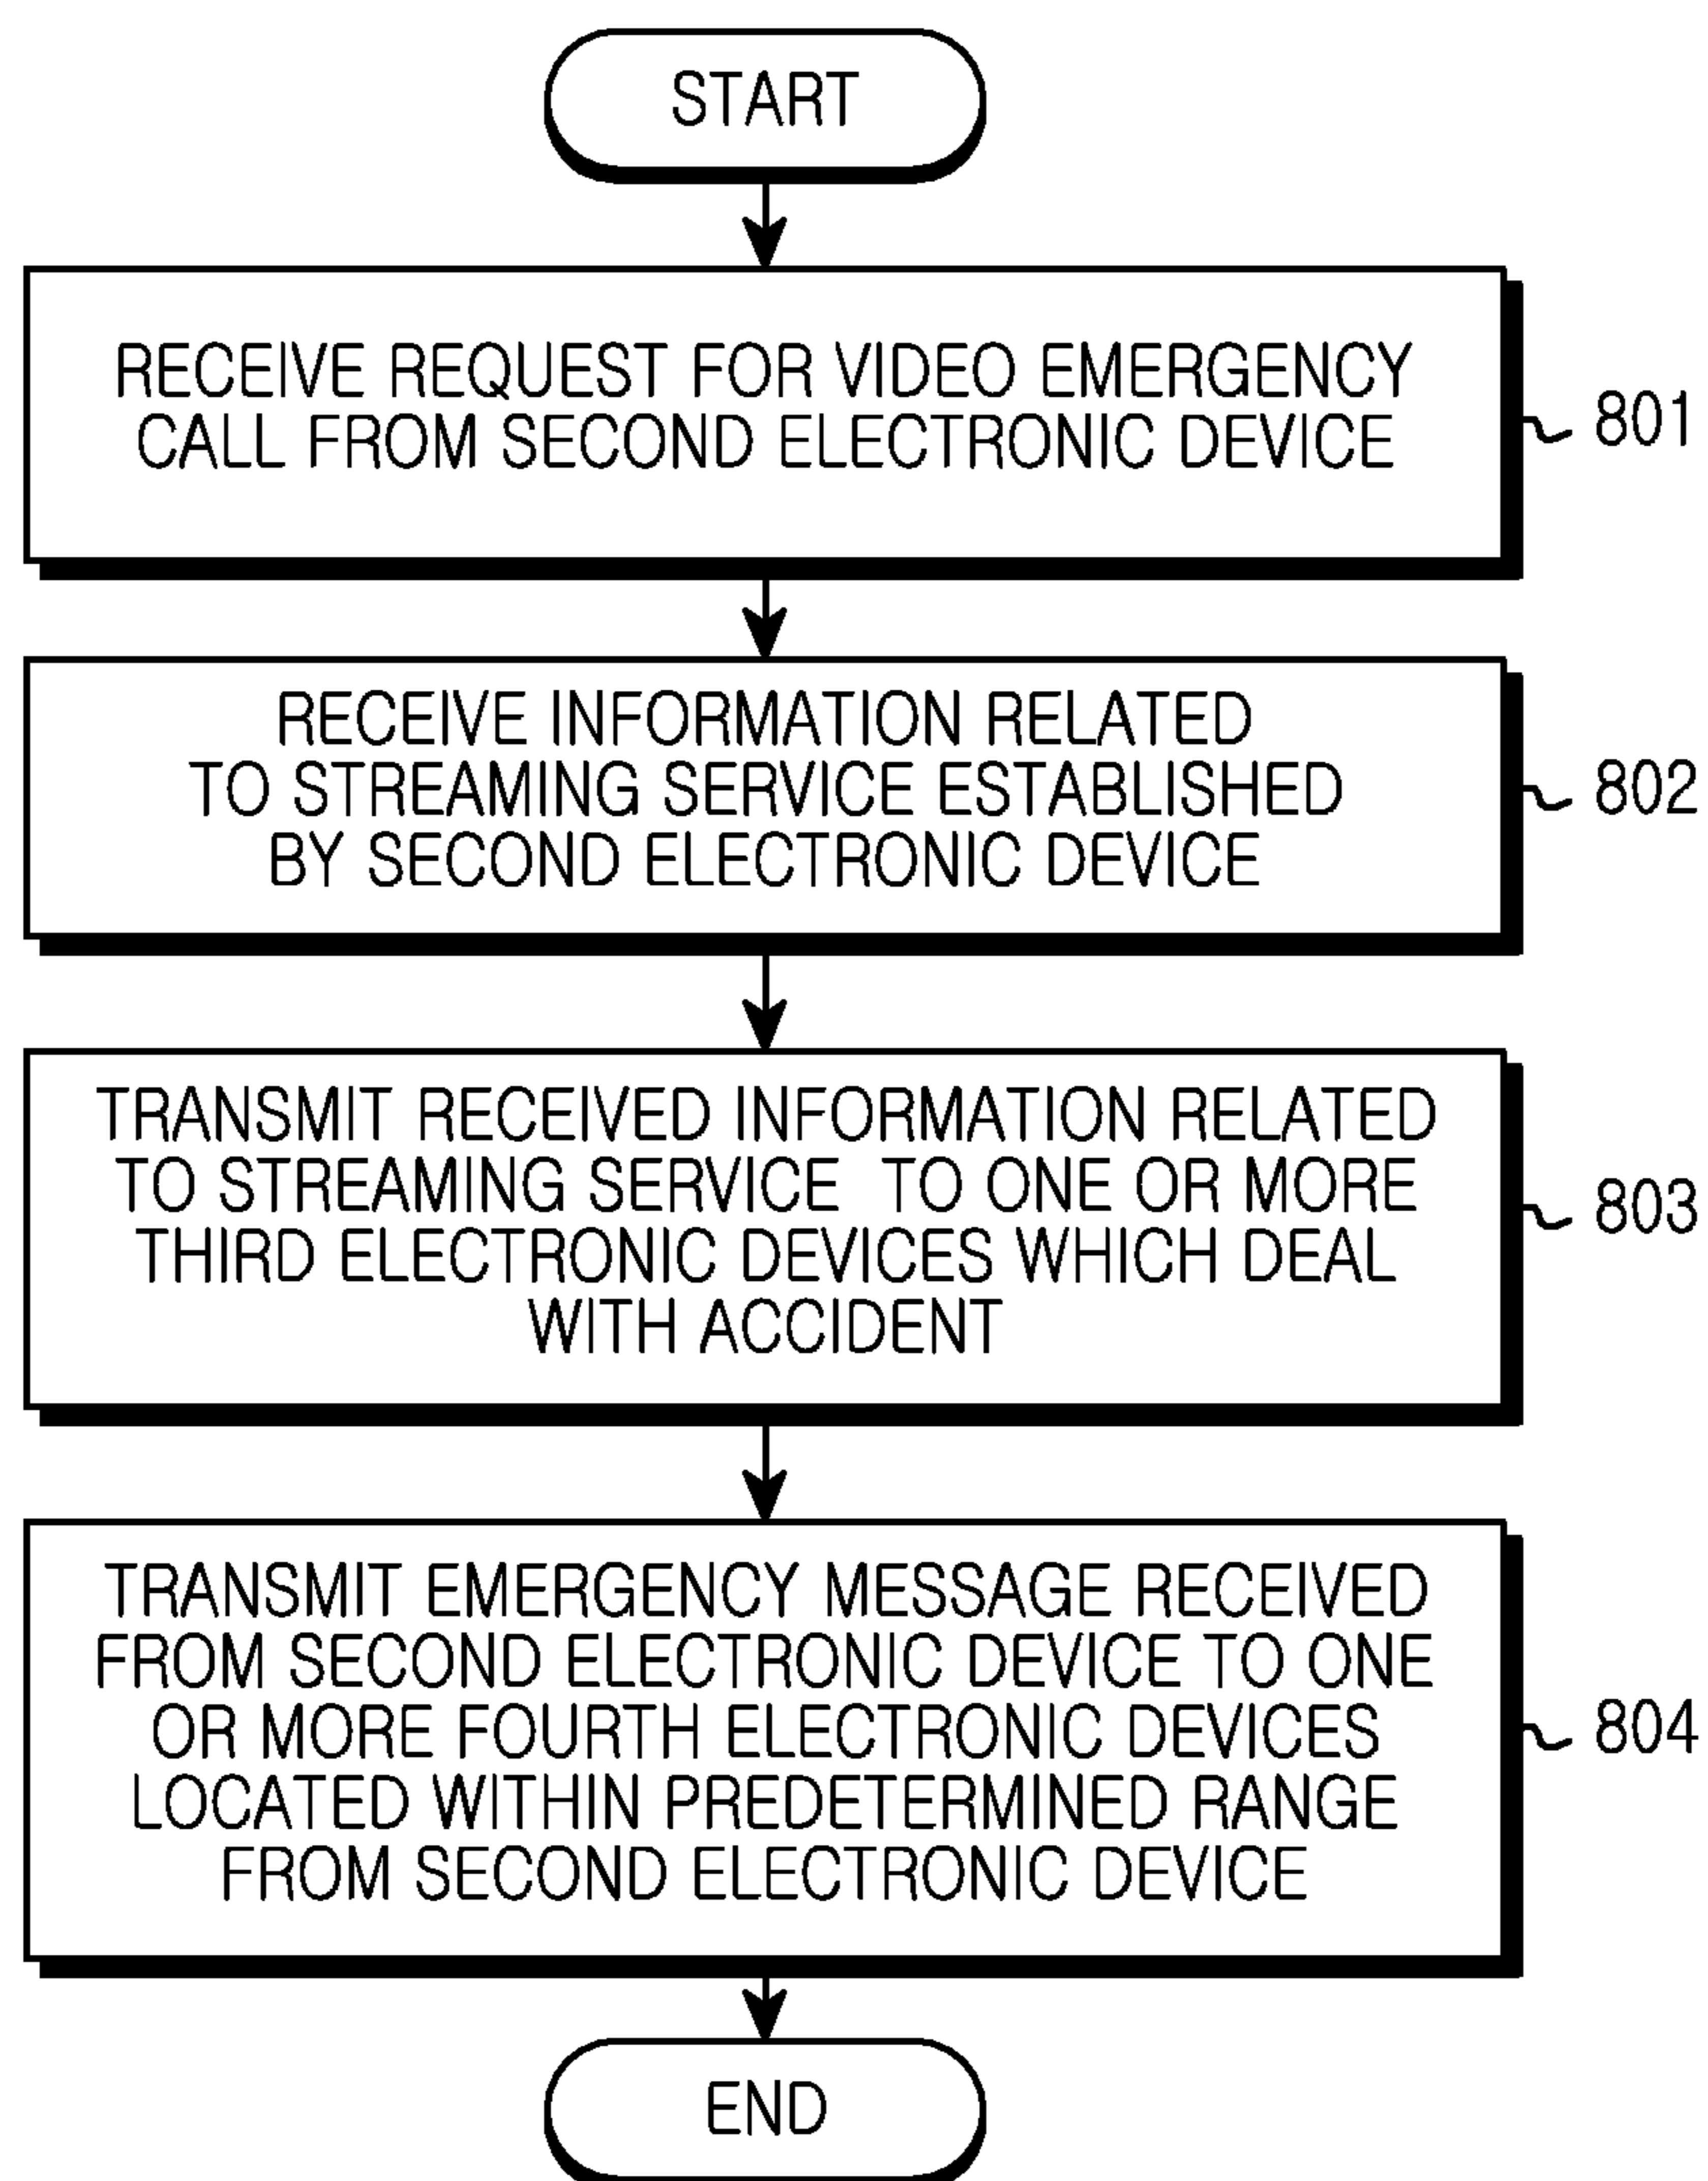 START
RECEIVE REQUEST FOR VIDEO EMERGENCY
CALL FROM SECOND ELECTRONIC DEVICE
801
RECEIVE INFORMATION RELATED
TO STREAMING SERVICE ESTABLISHED
BY SECOND ELECTRONIC DEVICE
802
TRANSMIT RECEIVED INFORMATION RELATED
TO STREAMING SERVICE TO ONE OR MORE
THIRD ELECTRONIC DEVICES WHICH DEAL
WITH ACCIDENT
803
TRANSMIT EMERGENCY MESSAGE RECEIVED
FROM SECOND ELECTRONIC DEVICE TO ONE
OR MORE FOURTH ELECTRONIC DEVICES
LOCATED WITHIN PREDETERMINED RANGE
FROM SECOND ELECTRONIC DEVICE
804
END